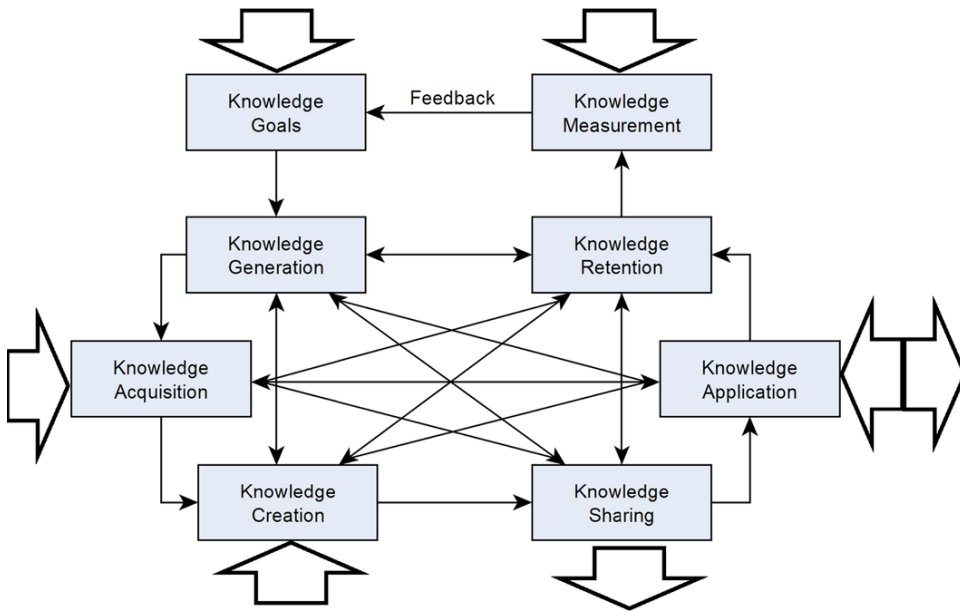 Knowledge
Goals
Feedback
Knowledge
Measurement
Knowledge
Generation
Knowledge
Retention
Knowledge
Acquisition
Knowledge
Application
Knowledge
Creation
Knowledge
Sharing